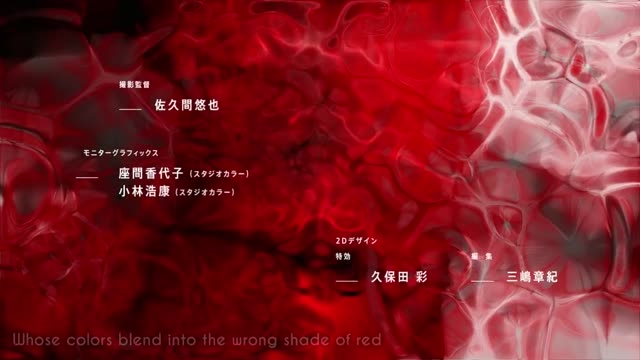 撮影監督
佐久間悠也
モニターグラフィックス
座間香代子（スタジオカラー）
小林浩康（スタジオカラー）
2Dデザイン
特効
久保田 彩
編 集
三嶋章紀
Whose colors blend into the wrong shade of red